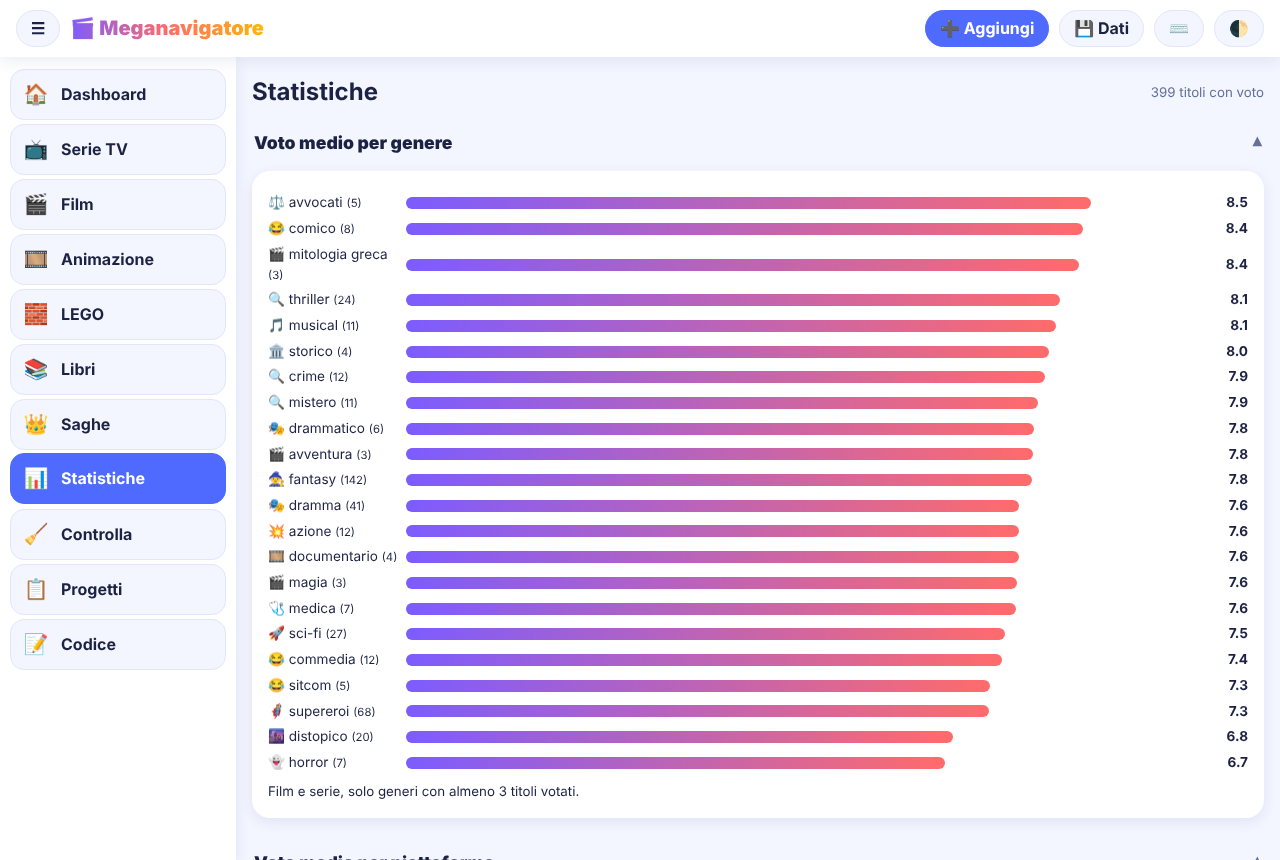 ☰
Meganavigatore
➕ Aggiungi
💾 Dati
Dashboard
Serie TV
Film
Animazione
LEGO
Libri
Saghe
Statistiche
Controlla
Progetti
Codice
Statistiche
399 titoli con voto
Voto medio per genere ▲
avvocati (5) 8.5
comico (8) 8.4
mitologia greca
(3) 8.4
thriller (24) 8.1
musical (11) 8.1
storico (4) 8.0
crime (12) 7.9
mistero (11) 7.9
drammatico (6) 7.8
avventura (3) 7.8
fantasy (142) 7.8
dramma (41) 7.6
azione (12) 7.6
documentario (4) 7.6
magia (3) 7.6
medica (7) 7.6
sci-fi (27) 7.5
commedia (12) 7.4
sitcom (5) 7.3
supereroi (68) 7.3
distopico (20) 6.8
horror (7) 6.7
Film e serie, solo generi con almeno 3 titoli votati.
Voto medio per piattaforma